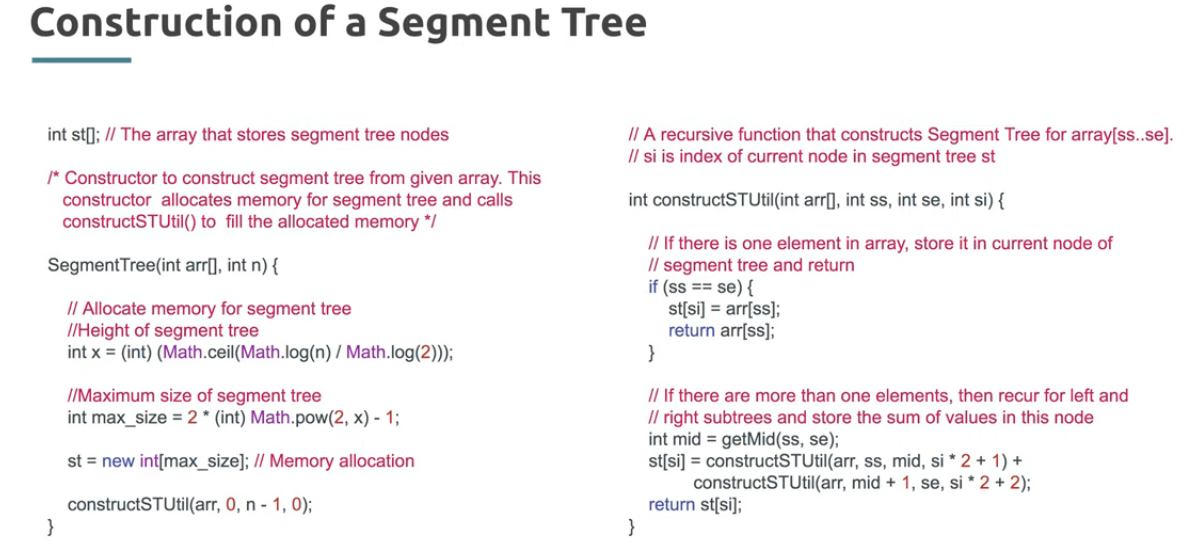 Construction of a Segment Tree
int st[]; // The array that stores segment tree nodes
/* Constructor to construct segment tree from given array. This
constructor  allocates memory for segment tree and calls
constructSTUtil() to  fill the allocated memory */
SegmentTree(int arr[], int n) {
// Allocate memory for segment tree
//Height of segment tree
int x = (int) (Math.ceil(Math.log(n) / Math.log(2)));
//Maximum size of segment tree
int max_size = 2 * (int) Math.pow(2, x) - 1;
st = new int[max_size]; // Memory allocation
constructSTUtil(arr, 0, n - 1, 0);
}
// A recursive function that constructs Segment Tree for array[ss..se].
// si is index of current node in segment tree st
int constructSTUtil(int arr[], int ss, int se, int si) {
// If there is one element in array, store it in current node of
// segment tree and return
if (ss == se) {
st[si] = arr[ss];
return arr[ss];
}
// If there are more than one elements, then recur for left and
// right subtrees and store the sum of values in this node
int mid = getMid(ss, se);
st[si] = constructSTUtil(arr, ss, mid, si * 2 + 1) +
constructSTUtil(arr, mid + 1, se, si * 2 + 2);
return st[si];
}